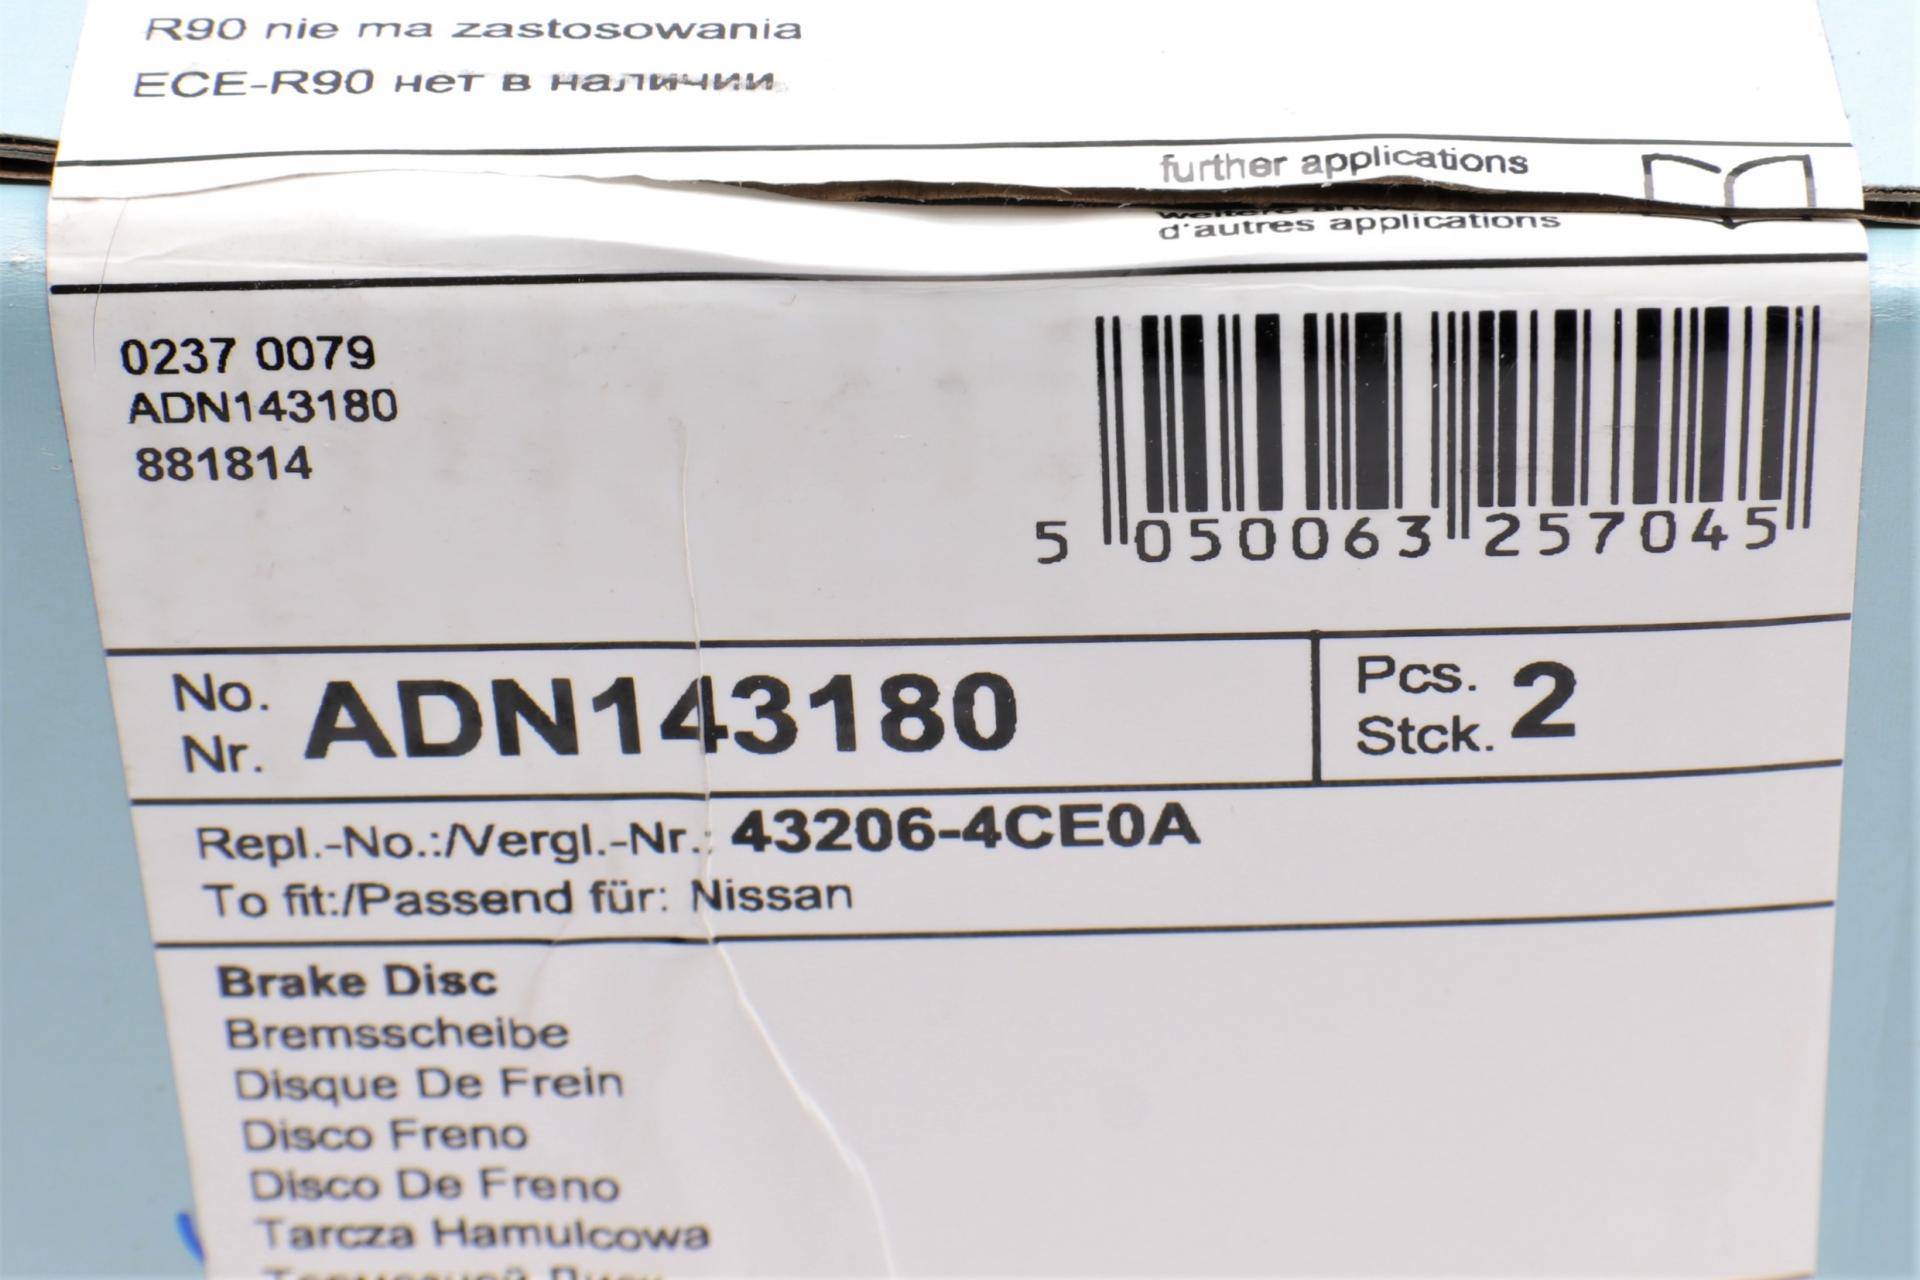 R90 nie ma zastosowania
ECE-R90 нет в наличии
further applications
d'autres applications
0237 0079
ADN143180
881814
5 050063 257045
No.
Nr. ADN143180
Pcs.
Stck. 2
Repl.-No.:/Vergl.-Nr.: 43206-4CE0A
To fit:/Passend für: Nissan
Brake Disc
Bremsscheibe
Disque De Frein
Disco Freno
Disco De Freno
Tarcza Hamulcowa